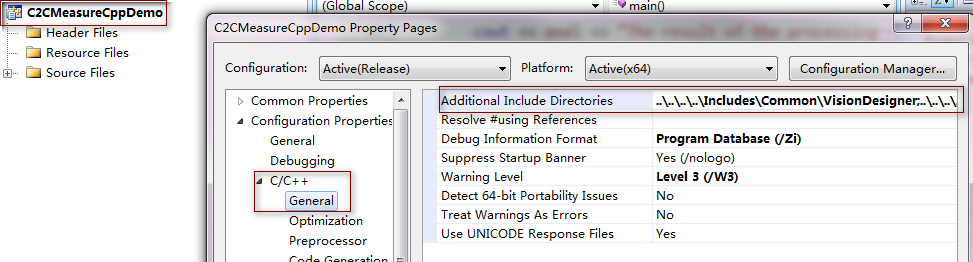 C2CMeasureCppDemo
Header Files
Resource Files
Source Files
(Global Scope)
main()
C2CMeasureCppDemo Property Pages
Configuration:
Active(Release)
Platform:
Active(x64)
Configuration Manager...
Common Properties
Configuration Properties
General
Debugging
C/C++
General
Optimization
Preprocessor
Code Generation
Additional Include Directories ..\..\..\..\Includes\Common\VisionDesigner;..\..\..\
Resolve #using References
Debug Information Format Program Database (/Zi)
Suppress Startup Banner Yes (/nologo)
Warning Level Level 3 (/W3)
Detect 64-bit Portability Issues No
Treat Warnings As Errors No
Use UNICODE Response Files Yes